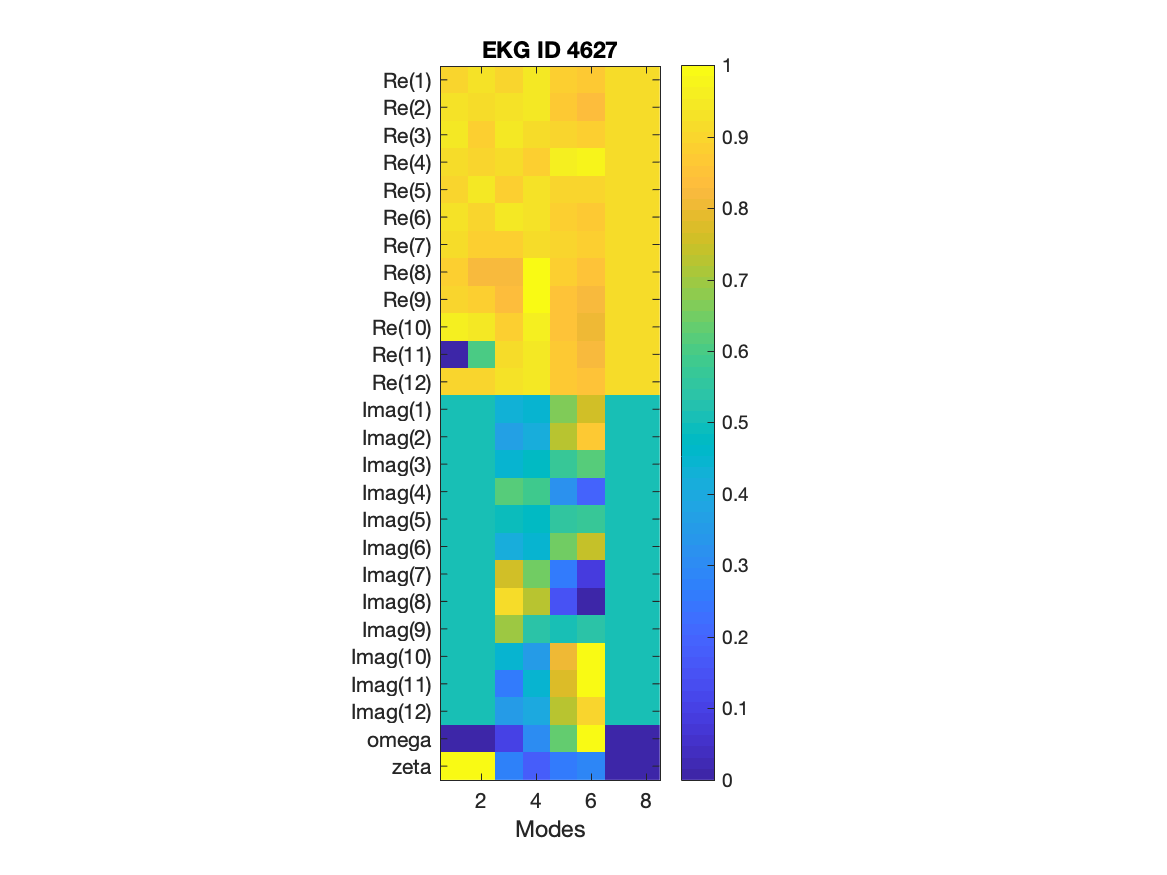 EKG ID 4627
Re(1)
Re(2)
Re(3)
Re(4)
Re(5)
Re(6)
Re(7)
Re(8)
Re(9)
Re(10)
Re(11)
Re(12)
Imag(1)
Imag(2)
Imag(3)
Imag(4)
Imag(5)
Imag(6)
Imag(7)
Imag(8)
Imag(9)
Imag(10)
Imag(11)
Imag(12)
omega
zeta
2 4 6 8
Modes
1
0.9
0.8
0.7
0.6
0.5
0.4
0.3
0.2
0.1
0